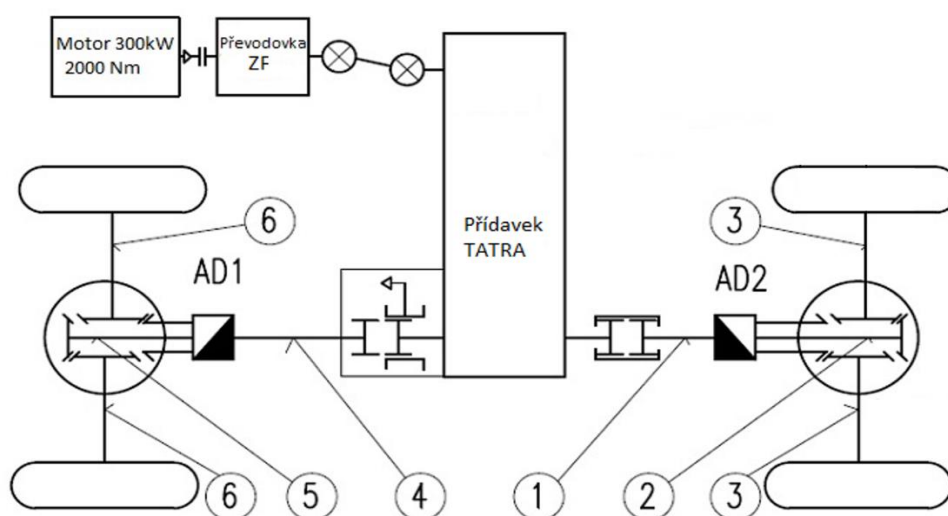 Motor 300kW
2000 Nm
Převodovka
ZF
6
3
Přídavek
TATRA
AD1
AD2
6
5
4
1
2
3